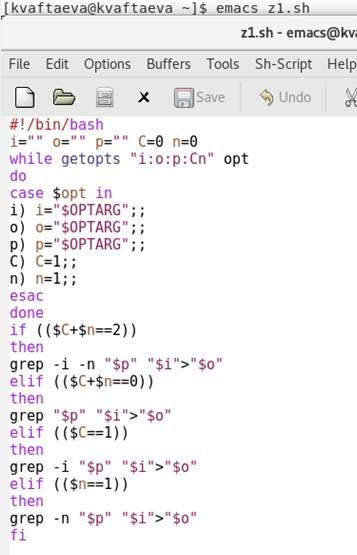 [kvaftaeva@kvaftaeva ~]$ emacs z1.sh
z1.sh - emacs@kva
File Edit Options Buffers Tools Sh-Script Help
Save Undo
#!/bin/bash
i="" o="" p="" C=0 n=0
while getopts "i:o:p:Cn" opt
do
case $opt in
i) i="$OPTARG";;
o) o="$OPTARG";;
p) p="$OPTARG";;
C) C=1;;
n) n=1;;
esac
done
if (($C+$n==2))
then
grep -i -n "$p" "$i">"$o"
elif (($C+$n==0))
then
grep "$p" "$i">"$o"
elif (($C==1))
then
grep -i "$p" "$i">"$o"
elif (($n==1))
then
grep -n "$p" "$i">"$o"
fi